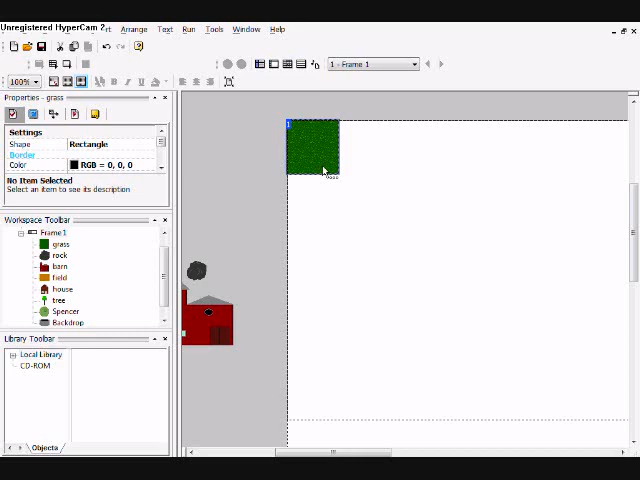 Unregistered HyperCam 2
rt Arrange Text Run Tools Window Help
1 - Frame 1
100%
B I U A
Properties - grass
Settings
Shape Rectangle
Border
Color RGB = 0, 0, 0
No Item Selected
Select an item to see its description
Workspace Toolbar
Frame1
grass
rock
barn
field
house
tree
Spencer
Backdrop
Library Toolbar
Local Library
CD-ROM
Objects
1